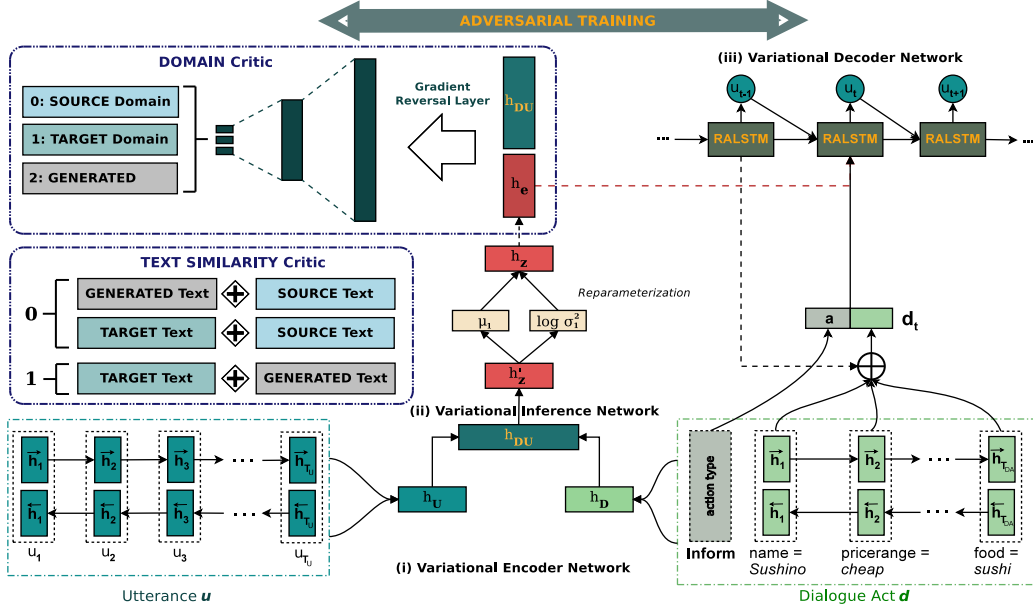 ADVERSARIAL TRAINING
DOMAIN Critic
0: SOURCE Domain
1: TARGET Domain
2: GENERATED
Gradient
Reversal Layer
h_DU
h_e
(iii) Variational Decoder Network
u_t-1
u_t
u_t+1
...
RALSTM
RALSTM
RALSTM
...
TEXT SIMILARITY Critic
0
GENERATED Text
SOURCE Text
TARGET Text
SOURCE Text
1
TARGET Text
GENERATED Text
h_z
Reparameterization
μ_1
log σ_1^2
h_z'
(ii) Variational Inference Network
h_DU
h_U
h_D
(i) Variational Encoder Network
a
d_t
→h_1
→h_2
→h_3
...
→h_T_U
←h_1
←h_2
←h_3
...
←h_T_U
u_1
u_2
u_3
u_T_U
Utterance u
action type
Inform
→h_1
→h_2
...
→h_T_DA
←h_1
←h_2
...
←h_T_DA
name =
Sushino
pricerange =
cheap
food =
sushi
Dialogue Act d